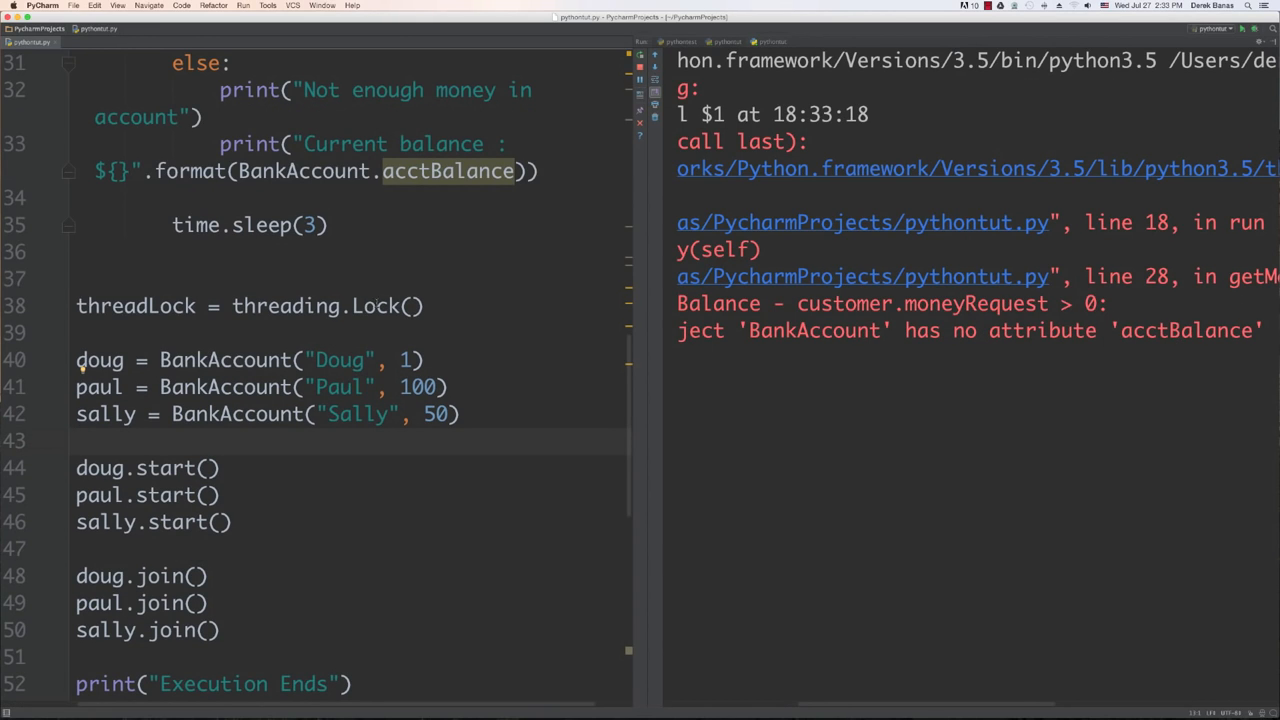 PyCharm File Edit View Navigate Code Refactor Run Tools VCS Window Help 10 Wed Jul 27 2:33 PM Derek Banas
pythontut.py - PycharmProjects - [~/PycharmProjects]
PycharmProjects pythontut.py pythontut
pythontut.py Run: pythontest pythontut pythontut
31 else:
32 print("Not enough money in
account")
33 print("Current balance :
${}".format(BankAccount.acctBalance))
34
35 time.sleep(3)
36
37
38 threadLock = threading.Lock()
39
40 doug = BankAccount("Doug", 1)
41 paul = BankAccount("Paul", 100)
42 sally = BankAccount("Sally", 50)
43
44 doug.start()
45 paul.start()
46 sally.start()
47
48 doug.join()
49 paul.join()
50 sally.join()
51
52 print("Execution Ends")
hon.framework/Versions/3.5/bin/python3.5 /Users/de
g:
l $1 at 18:33:18
call last):
orks/Python.framework/Versions/3.5/lib/python3.5/t
as/PycharmProjects/pythontut.py", line 18, in run
y(self)
as/PycharmProjects/pythontut.py", line 28, in getM
Balance - customer.moneyRequest > 0:
ject 'BankAccount' has no attribute 'acctBalance'